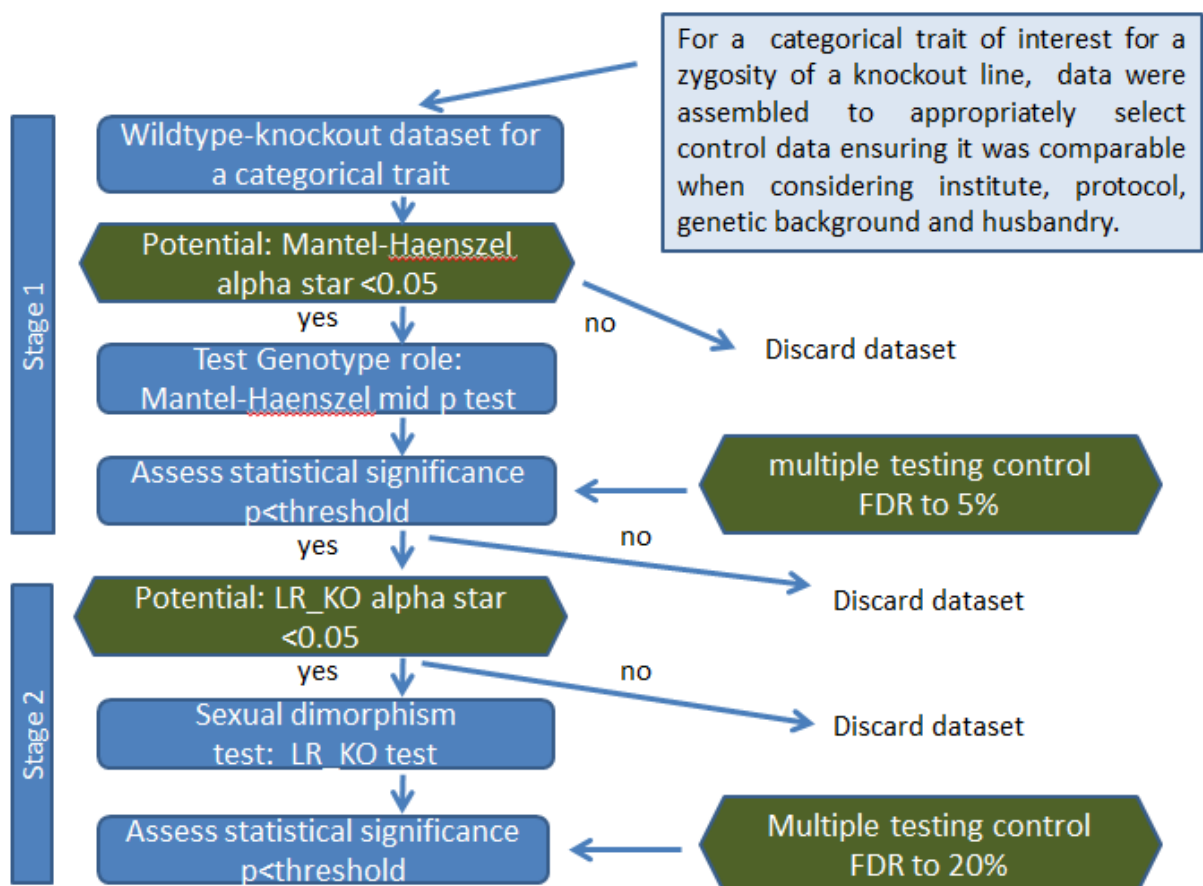 For a categorical trait of interest for a
zygosity of a knockout line, data were
assembled to appropriately select
control data ensuring it was comparable
when considering institute, protocol,
genetic background and husbandry.
Stage 1
Wildtype-knockout dataset for
a categorical trait
Potential: Mantel-Haenszel
alpha star <0.05
yes
no
Discard dataset
Test Genotype role:
Mantel-Haenszel mid p test
Assess statistical significance
p<threshold
multiple testing control
FDR to 5%
yes
no
Discard dataset
Stage 2
Potential: LR_KO alpha star
<0.05
yes
no
Discard dataset
Sexual dimorphism
test: LR_KO test
Assess statistical significance
p<threshold
Multiple testing control
FDR to 20%